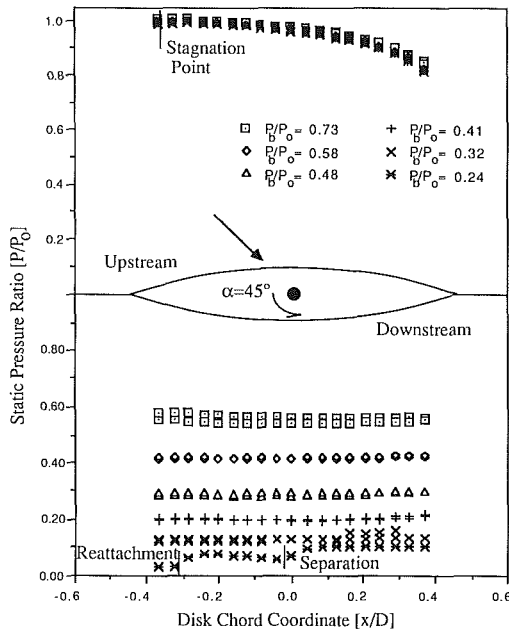 1.0
0.8
0.6
0.4
0.2
Stagnation
Point
P_b/P_o= 0.73
P_b/P_o= 0.58
P_b/P_o= 0.48
P_b/P_o= 0.41
P_b/P_o= 0.32
P_b/P_o= 0.24
Upstream
α=45°
Downstream
Static Pressure Ratio [P/P_o]
0.80
0.60
0.40
0.20
0.00
Reattachment
Separation
-0.6 -0.4 -0.2 0.0 0.2 0.4 0.6
Disk Chord Coordinate [x/D]